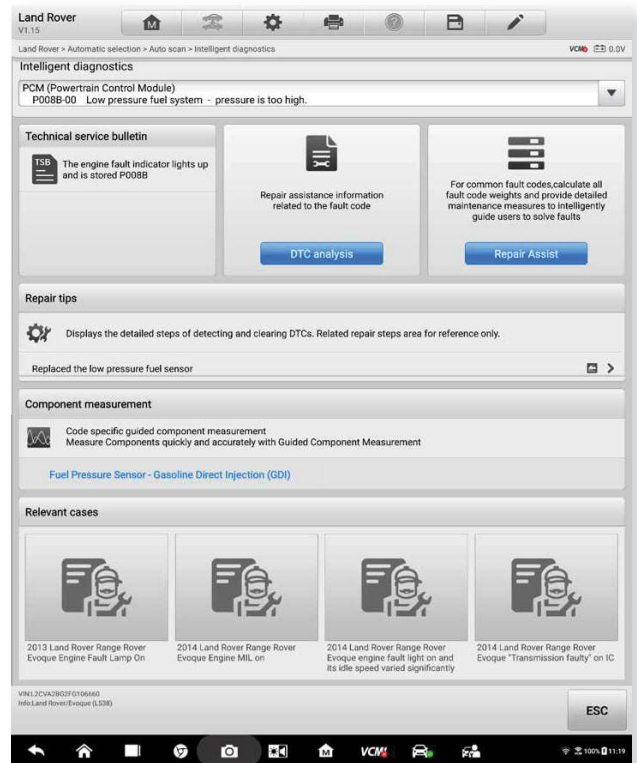 Land Rover
V1.15
Land Rover > Automatic selection > Auto scan > Intelligent diagnostics
VCMI 0.0V
Intelligent diagnostics
PCM (Powertrain Control Module)
P008B-00 Low pressure fuel system - pressure is too high.
Technical service bulletin
TSB
The engine fault indicator lights up
and is stored P008B
Repair assistance information
related to the fault code
DTC analysis
For common fault codes,calculate all
fault code weights and provide detailed
maintenance measures to intelligently
guide users to solve faults
Repair Assist
Repair tips
Displays the detailed steps of detecting and clearing DTCs. Related repair steps area for reference only.
Replaced the low pressure fuel sensor
Component measurement
Code specific guided component measurement
Measure Components quickly and accurately with Guided Component Measurement
Fuel Pressure Sensor - Gasoline Direct Injection (GDI)
Relevant cases
2013 Land Rover Range Rover
Evoque Engine Fault Lamp On
2014 Land Rover Range Rover
Evoque Engine MIL on
2014 Land Rover Range Rover
Evoque engine fault light on and
its idle speed varied significantly
2014 Land Rover Range Rover
Evoque "Transmission faulty" on IC
Info:Land Rover/Evoque (L538)
ESC
VCMI
100% 11:19